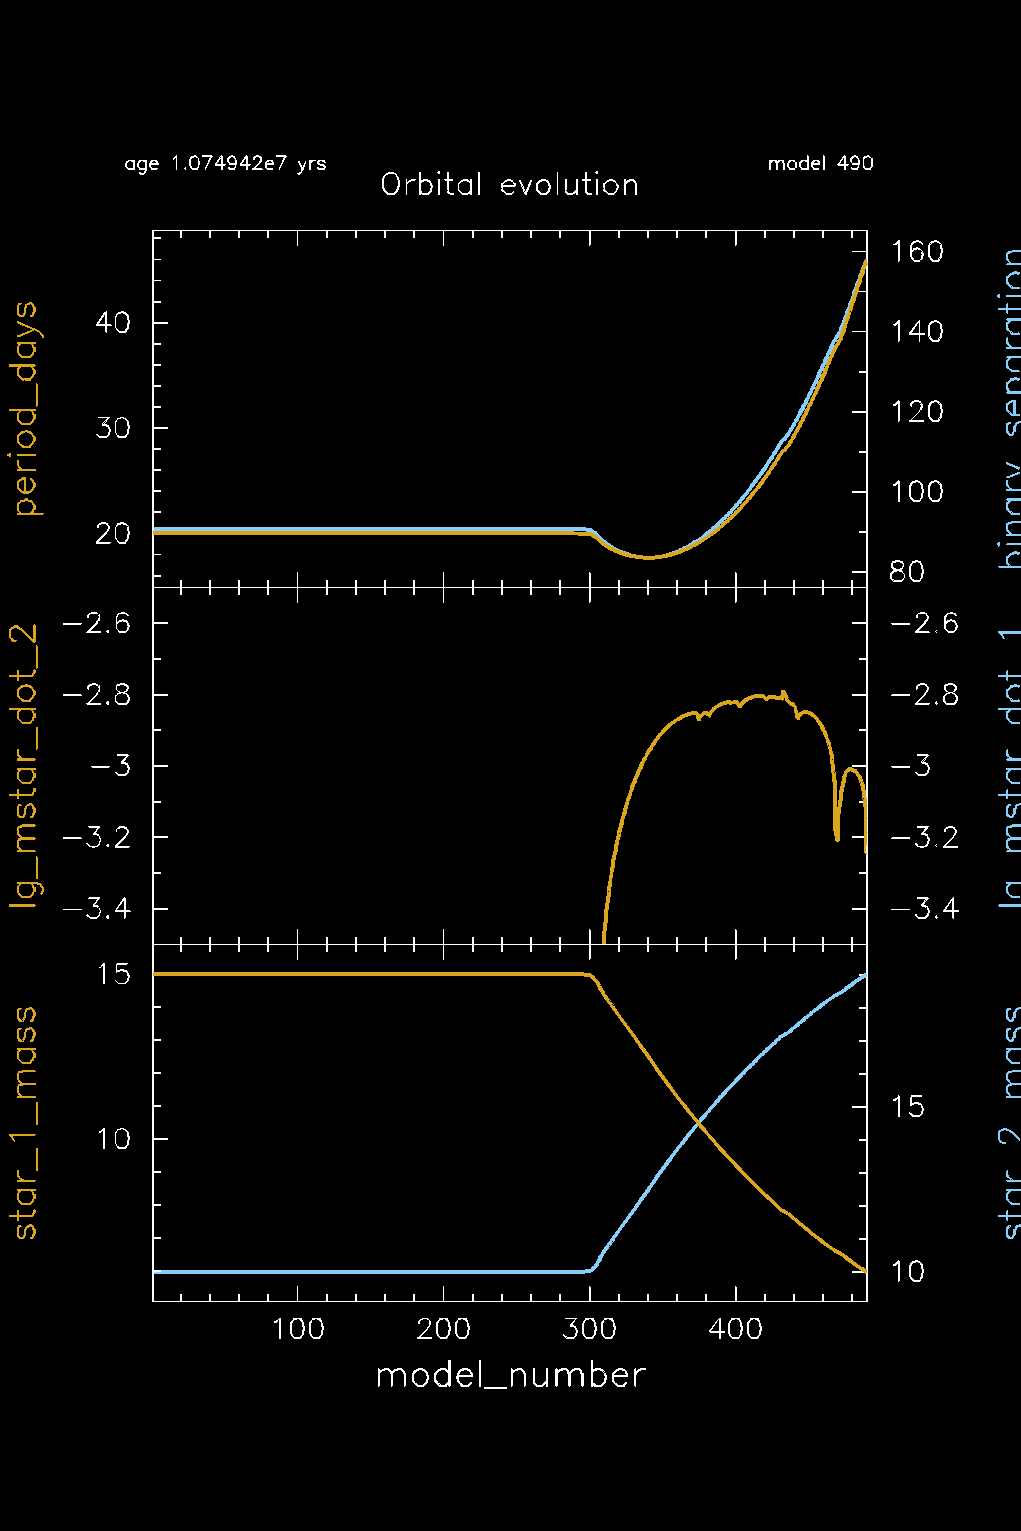 age 1.074942e7 yrs
model 490
Orbital evolution
period_days
40
30
20
160
140
120
100
80
binary_separation
lg_mstar_dot_2
−2.6
−2.8
−3
−3.2
−3.4
−2.6
−2.8
−3
−3.2
−3.4
lg_mstar_dot_1
star_1_mass
15
10
15
10
star_2_mass
100 200 300 400
model_number